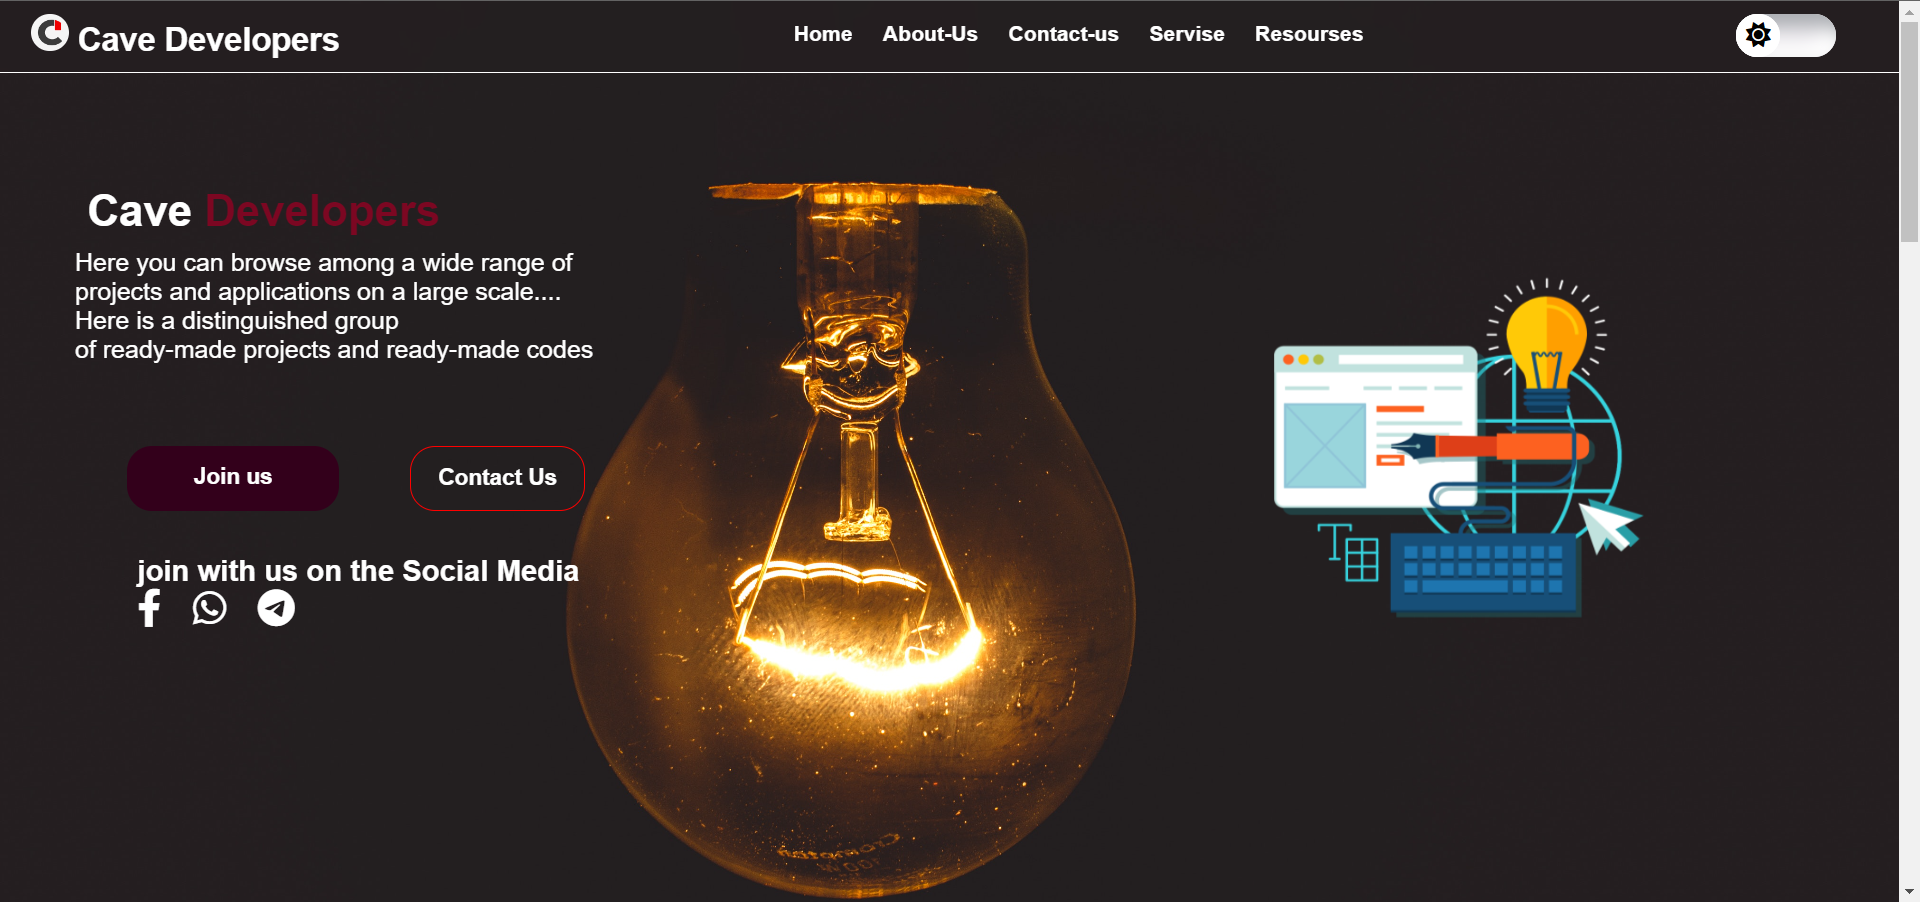 Cave Developers
Home About-Us Contact-us Servise Resourses
Cave Developers
Here you can browse among a wide range of
projects and applications on a large scale....
Here is a distinguished group
of ready-made projects and ready-made codes
Join us
Contact Us
join with us on the Social Media
T